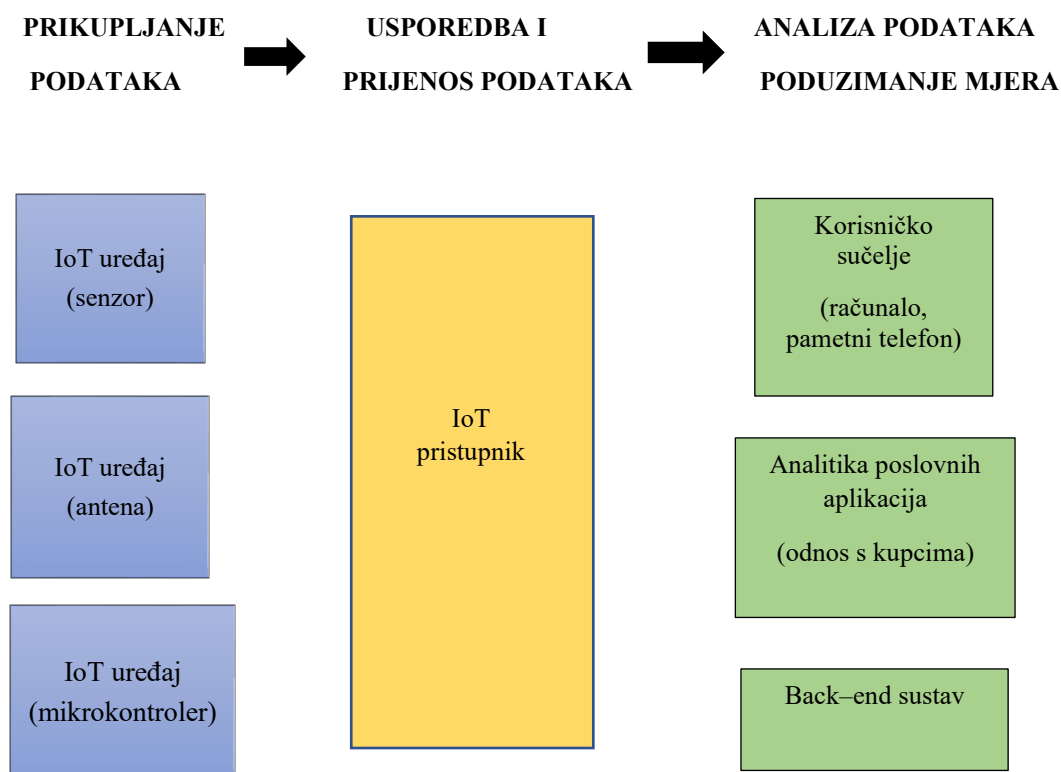 PRIKUPLJANJE
PODATAKA
USPOREDBA I
PRIJENOS PODATAKA
ANALIZA PODATAKA
PODUZIMANJE MJERA
IoT uređaj
(senzor)
IoT uređaj
(antena)
IoT uređaj
(mikrokontroler)
IoT
pristupnik
Korisničko
sučelje
(računalo,
pametni telefon)
Analitika poslovnih
aplikacija
(odnos s kupcima)
Back–end sustav